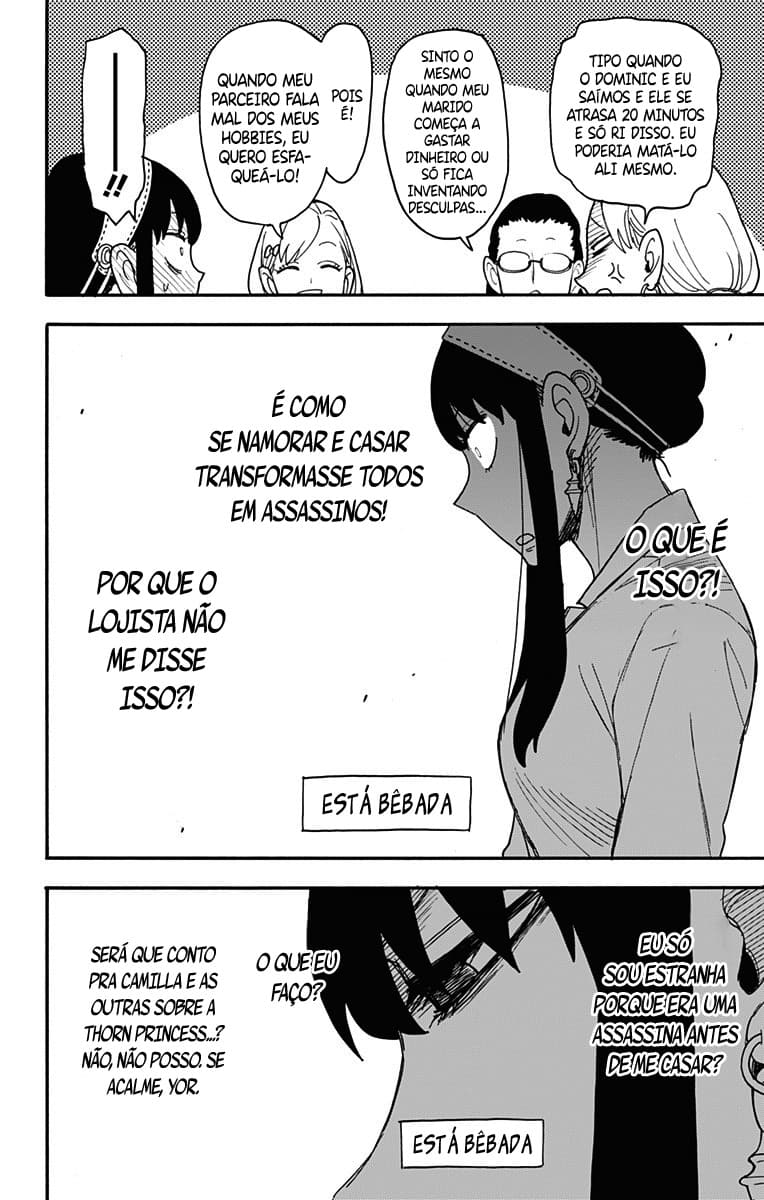 TIPO QUANDO
O DOMINIC E EU
SAÍMOS E ELE SE
ATRASA 20 MINUTOS
E SÓ RI DISSO. EU
PODERIA MATÁ-LO
ALI MESMO.
SINTO O
MESMO
QUANDO MEU
MARIDO
COMEÇA A
GASTAR
DINHEIRO OU
SÓ FICA
INVENTANDO
DESCULPAS...
POIS
É!
QUANDO MEU
PARCEIRO FALA
MAL DOS MEUS
HOBBIES, EU
QUERO ESFA-
QUEÁ-LO!
!!
O QUE É
ISSO?!
É COMO
SE NAMORAR E CASAR
TRANSFORMASSE TODOS
EM ASSASSINOS!
POR QUE O
LOJISTA NÃO
ME DISSE
ISSO?!
ESTÁ BÊBADA
EU SÓ
SOU ESTRANHA
PORQUE ERA UMA
ASSASSINA ANTES
DE ME CASAR?
O QUE EU
FAÇO?
SERÁ QUE CONTO
PRA CAMILLA E AS
OUTRAS SOBRE A
THORN PRINCESS...?
NÃO, NÃO POSSO. SE
ACALME, YOR.
ESTÁ BÊBADA